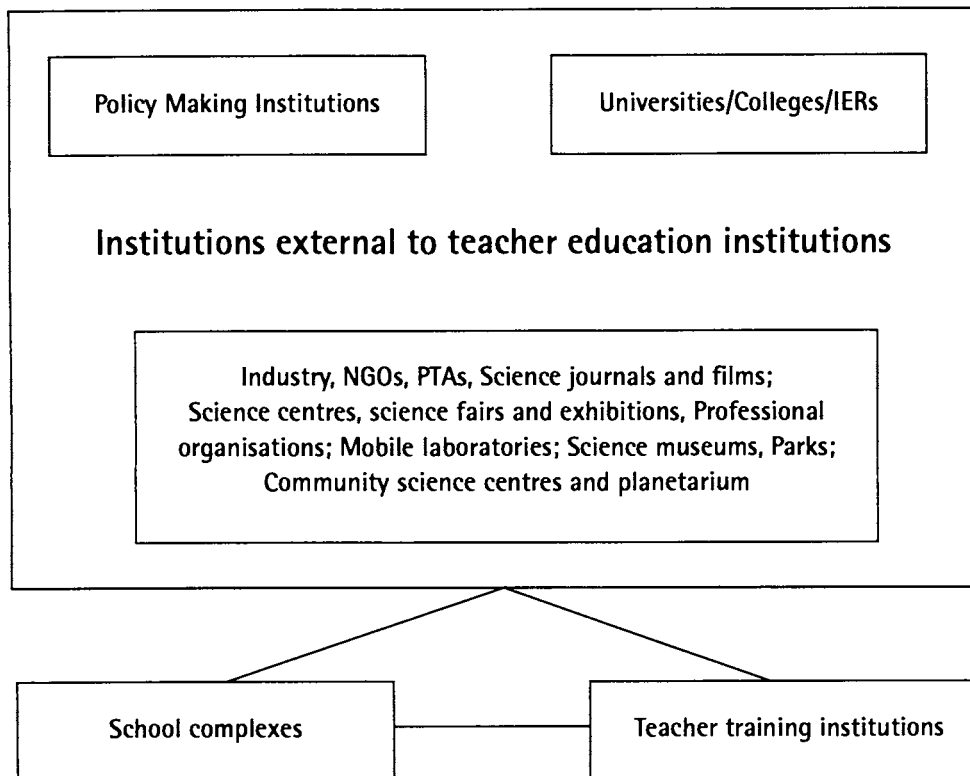 Policy Making Institutions
Universities/Colleges/IERs
Institutions external to teacher education institutions
Industry, NGOs, PTAs, Science journals and films;
Science centres, science fairs and exhibitions, Professional
organisations; Mobile laboratories; Science museums, Parks;
Community science centres and planetarium
School complexes
Teacher training institutions